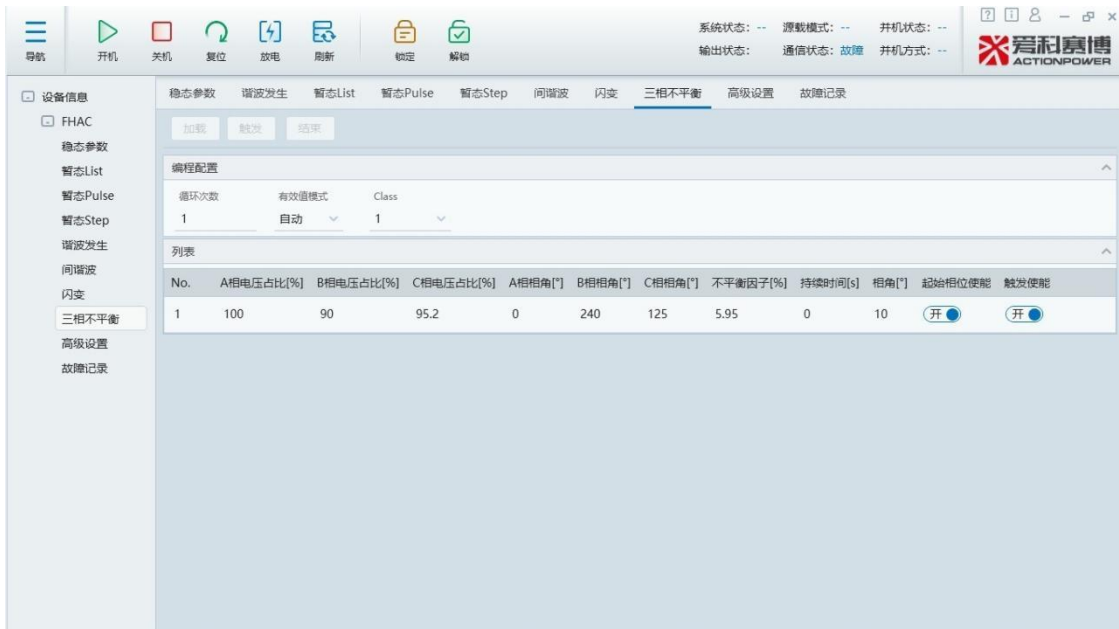 系统状态: -- 源载模式: -- 并机状态: --
输出状态: 通信状态: 故障 并机方式: --
爱科赛博
ACTIONPOWER
导航 开机 关机 复位 放电 刷新 锁定 解锁
设备信息
FHAC
稳态参数
暂态List
暂态Pulse
暂态Step
谐波发生
间谐波
闪变
三相不平衡
高级设置
故障记录
稳态参数 谐波发生 暂态List 暂态Pulse 暂态Step 间谐波 闪变 三相不平衡 高级设置 故障记录
加载 触发 结束
编程配置
循环次数 有效值模式 Class
1 自动 1
列表
No. A相电压占比[%] B相电压占比[%] C相电压占比[%] A相相角[°] B相相角[°] C相相角[°] 不平衡因子[%] 持续时间[s] 相角[°] 起始相位使能 触发使能
1 100 90 95.2 0 240 125 5.95 0 10 开 开